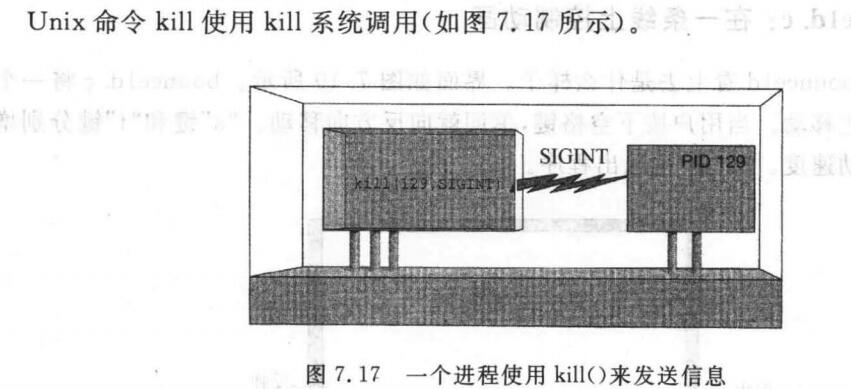 Unix 命令 kill 使用 kill 系统调用(如图 7.17 所示)。
kill(129,SIGINT)
SIGINT
PID 129
图 7.17 一个进程使用 kill()来发送信息